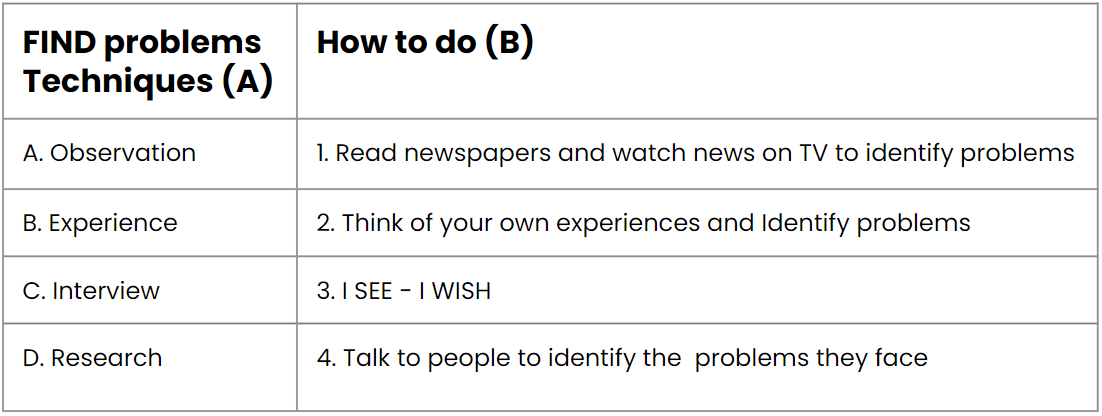 FIND problems
Techniques (A)
How to do (B)
A. Observation
1. Read newspapers and watch news on TV to identify problems
B. Experience
2. Think of your own experiences and Identify problems
C. Interview
3. I SEE - I WISH
D. Research
4. Talk to people to identify the  problems they face